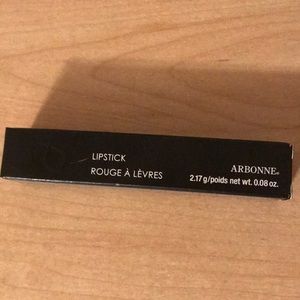 LIPSTICK
ROUGE À LÈVRES
ARBONNE®
2.17 g/poids net wt. 0.08 oz.